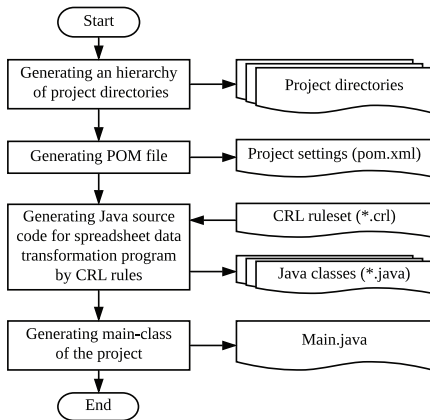 Start
Generating an hierarchy
of project directories
Project directories
Generating POM file
Project settings (pom.xml)
Generating Java source
code for spreadsheet data
transformation program
by CRL rules
CRL ruleset (*.crl)
Java classes (*.java)
Generating main-class
of the project
Main.java
End